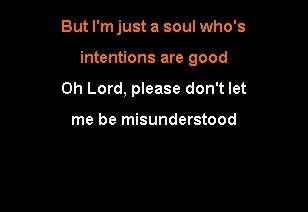 But I'm just a soul who's
intentions are good
Oh Lord, please don't let
me be misunderstood